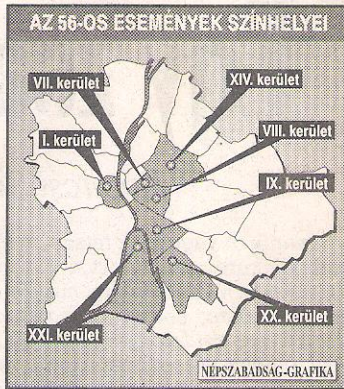 AZ 56-OS ESEMÉNYEK SZÍNHELYEI
VII. kerület
XIV. kerület
I. kerület
VIII. kerület
IX. kerület
XXI. kerület
XX. kerület
NÉPSZABADSÁG-GRAFIKA